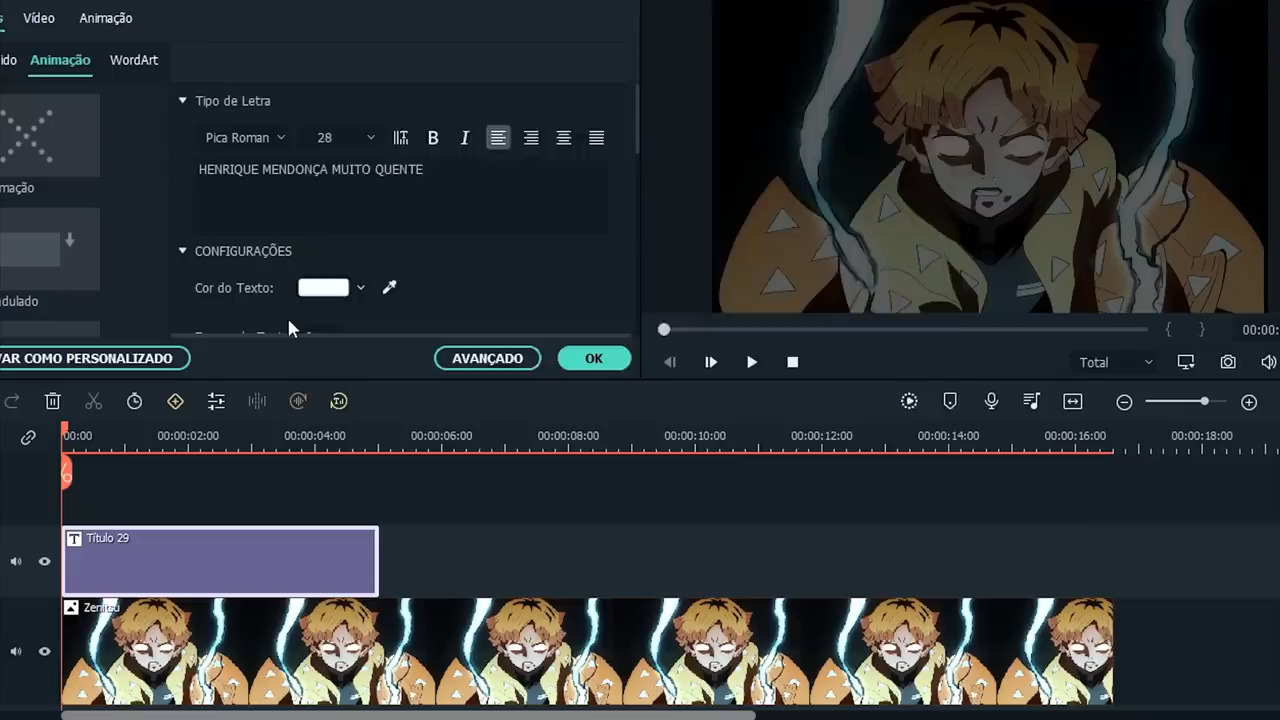 Vídeo
Animação
Animação
WordArt
Tipo de Letra
Pica Roman
28
B
I
HENRIQUE MENDONÇA MUITO QUENTE
CONFIGURAÇÕES
Cor do Texto:
VAR COMO PERSONALIZADO
AVANÇADO
OK
{ }
00:00:
Total
00:00
00:00:02:00
00:00:04:00
00:00:06:00
00:00:08:00
00:00:10:00
00:00:12:00
00:00:14:00
00:00:16:00
00:00:18:00
T Título 29
Zenitsu